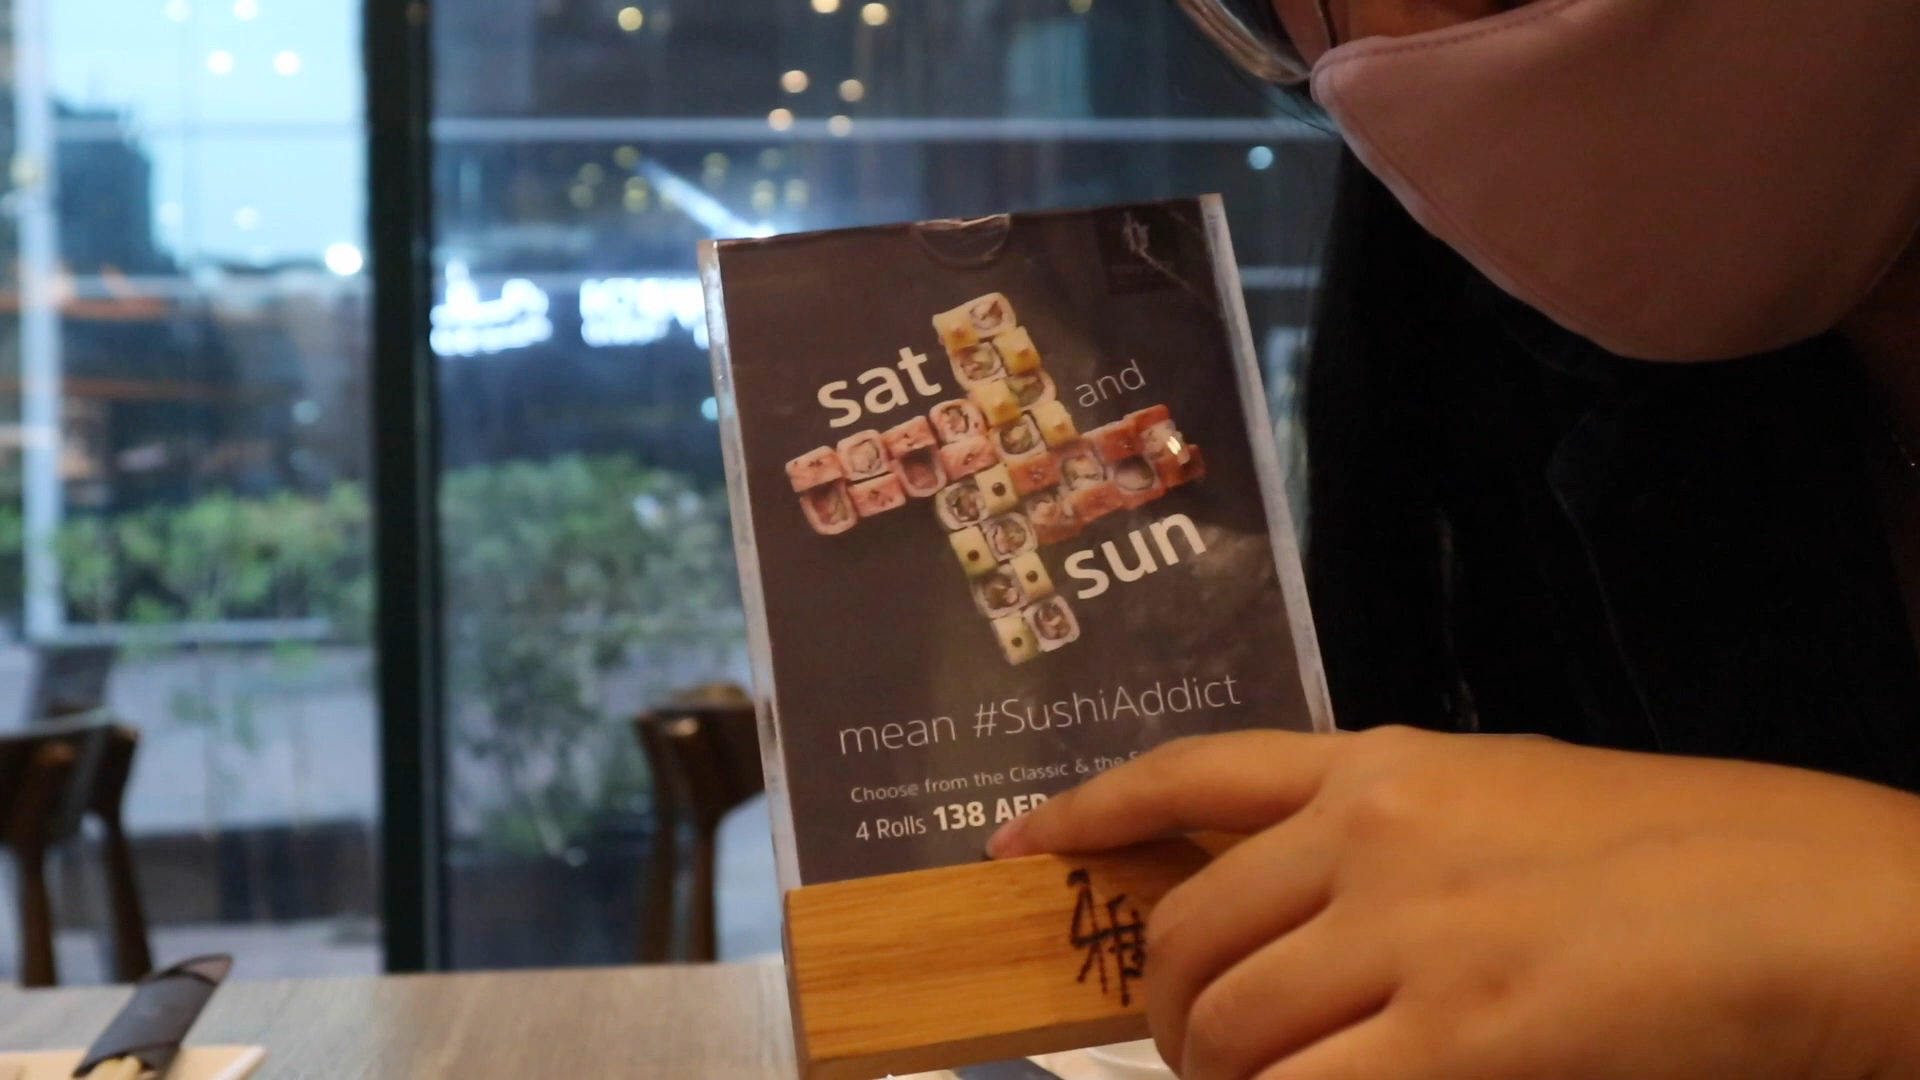 sat
and
sun
mean #SushiAddict
Choose from the Classic & the
4 Rolls 138 AED